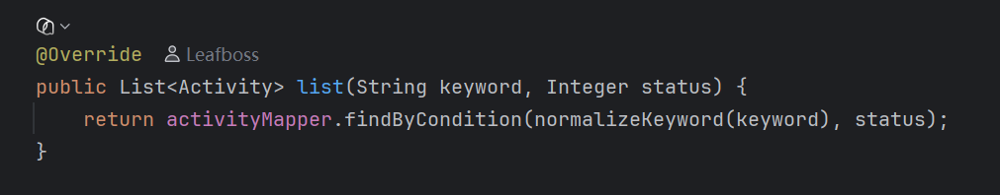 @Override Leafboss
public List<Activity> list(String keyword, Integer status) {
    return activityMapper.findByCondition(normalizeKeyword(keyword), status);
}